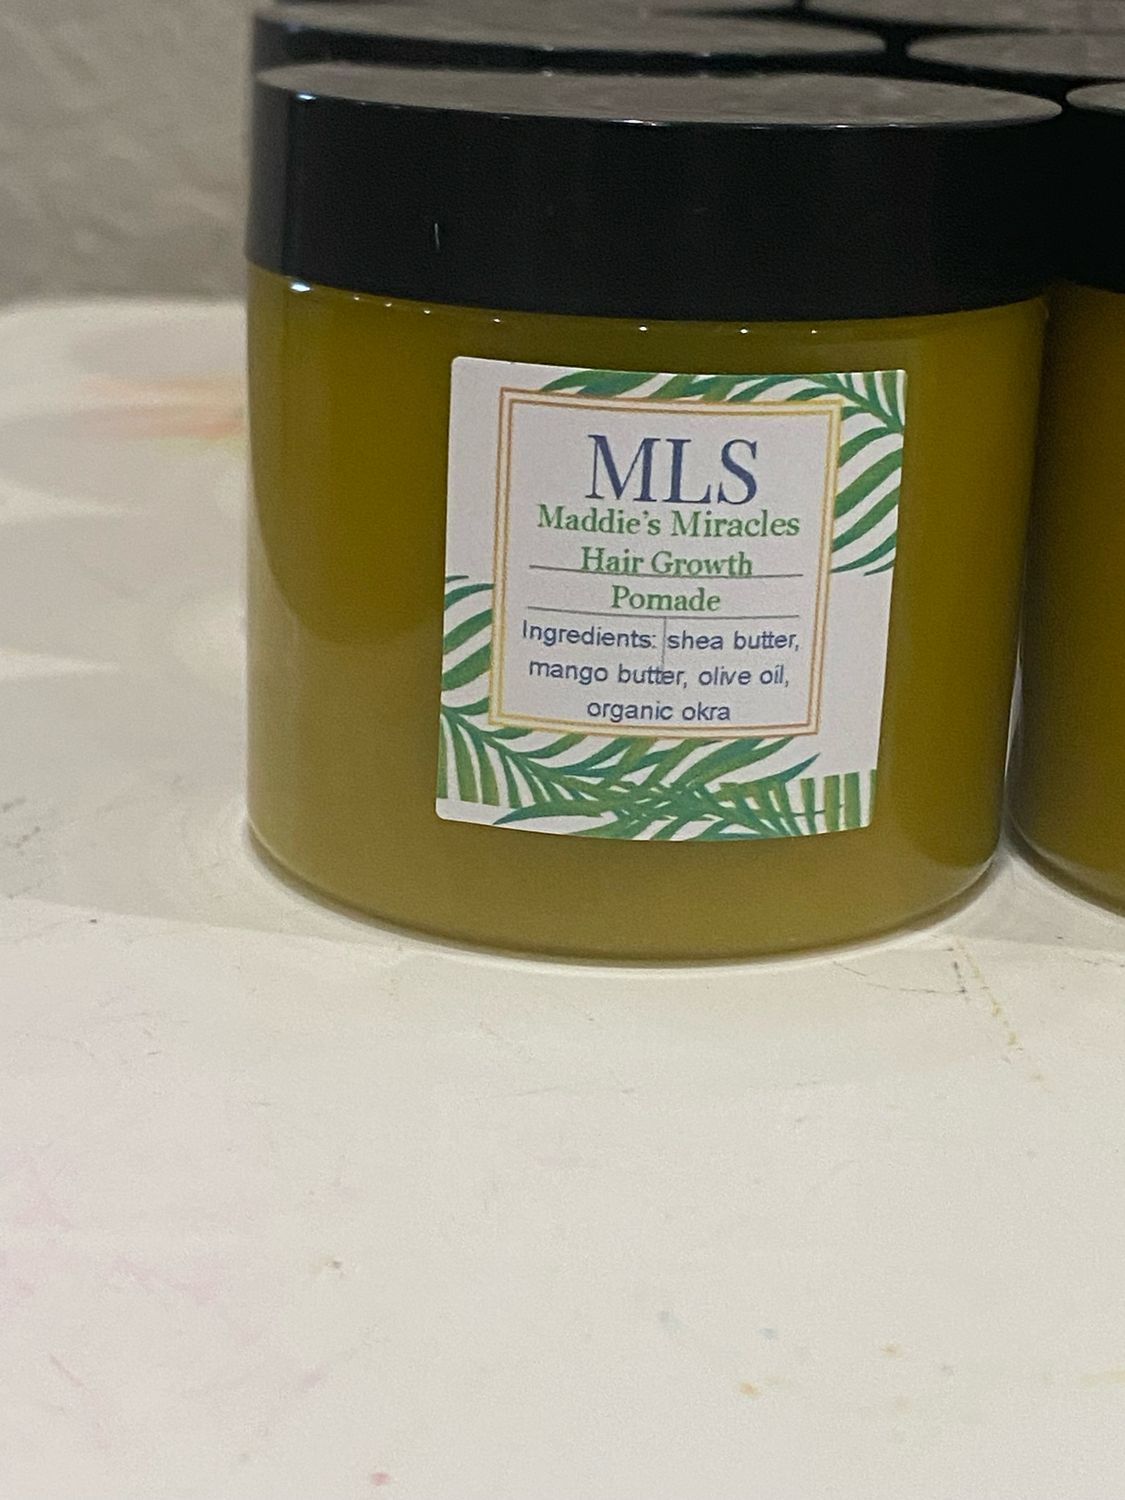 MLS
Maddie's Miracles
Hair Growth
Pomade
Ingredients: shea butter,
mango butter, olive oil,
organic okra